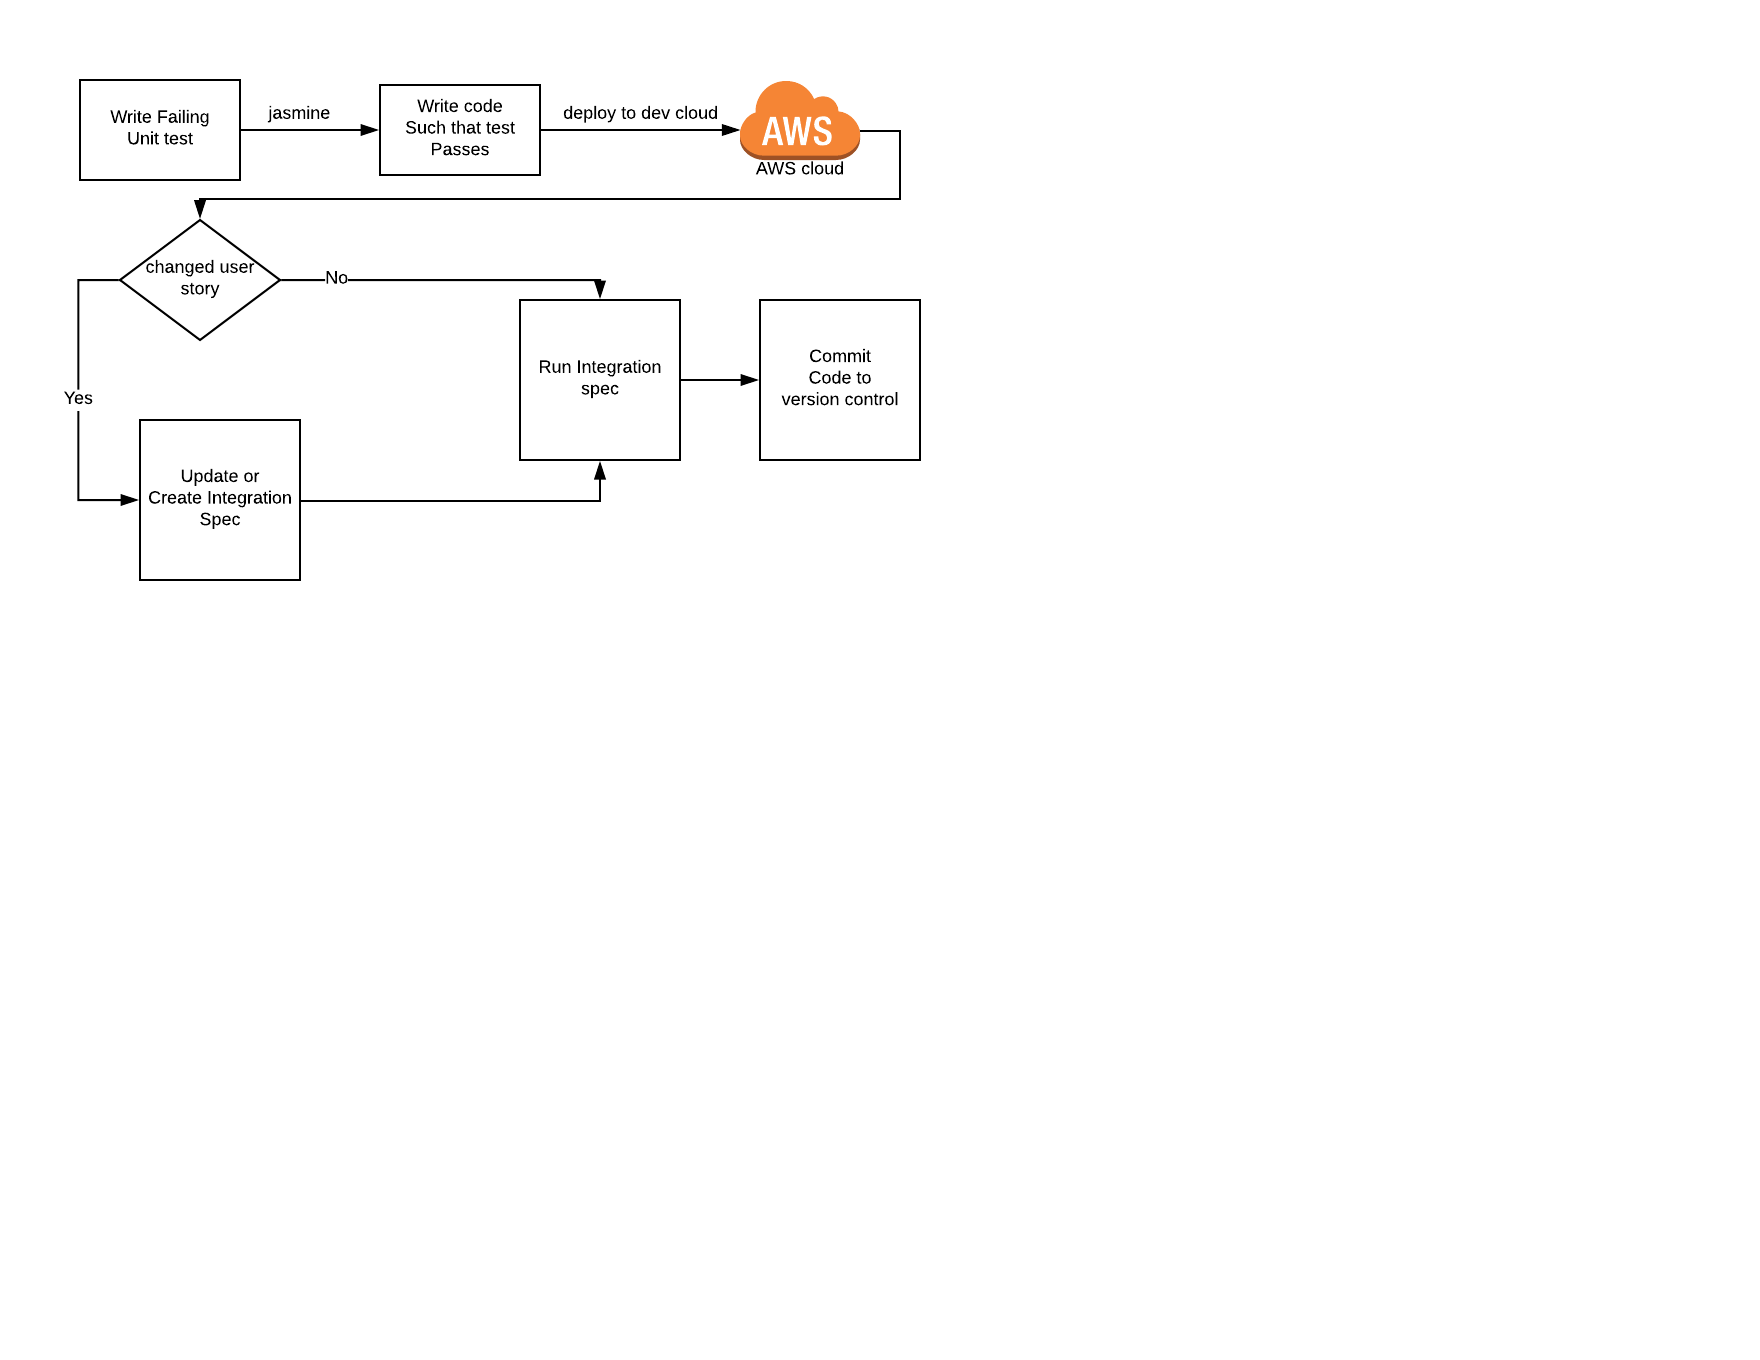 Write Failing
Unit test
jasmine
Write code
Such that test
Passes
deploy to dev cloud
AWS
AWS cloud
changed user
story
No
Yes
Run Integration
spec
Commit
Code to
version control
Update or
Create Integration
Spec